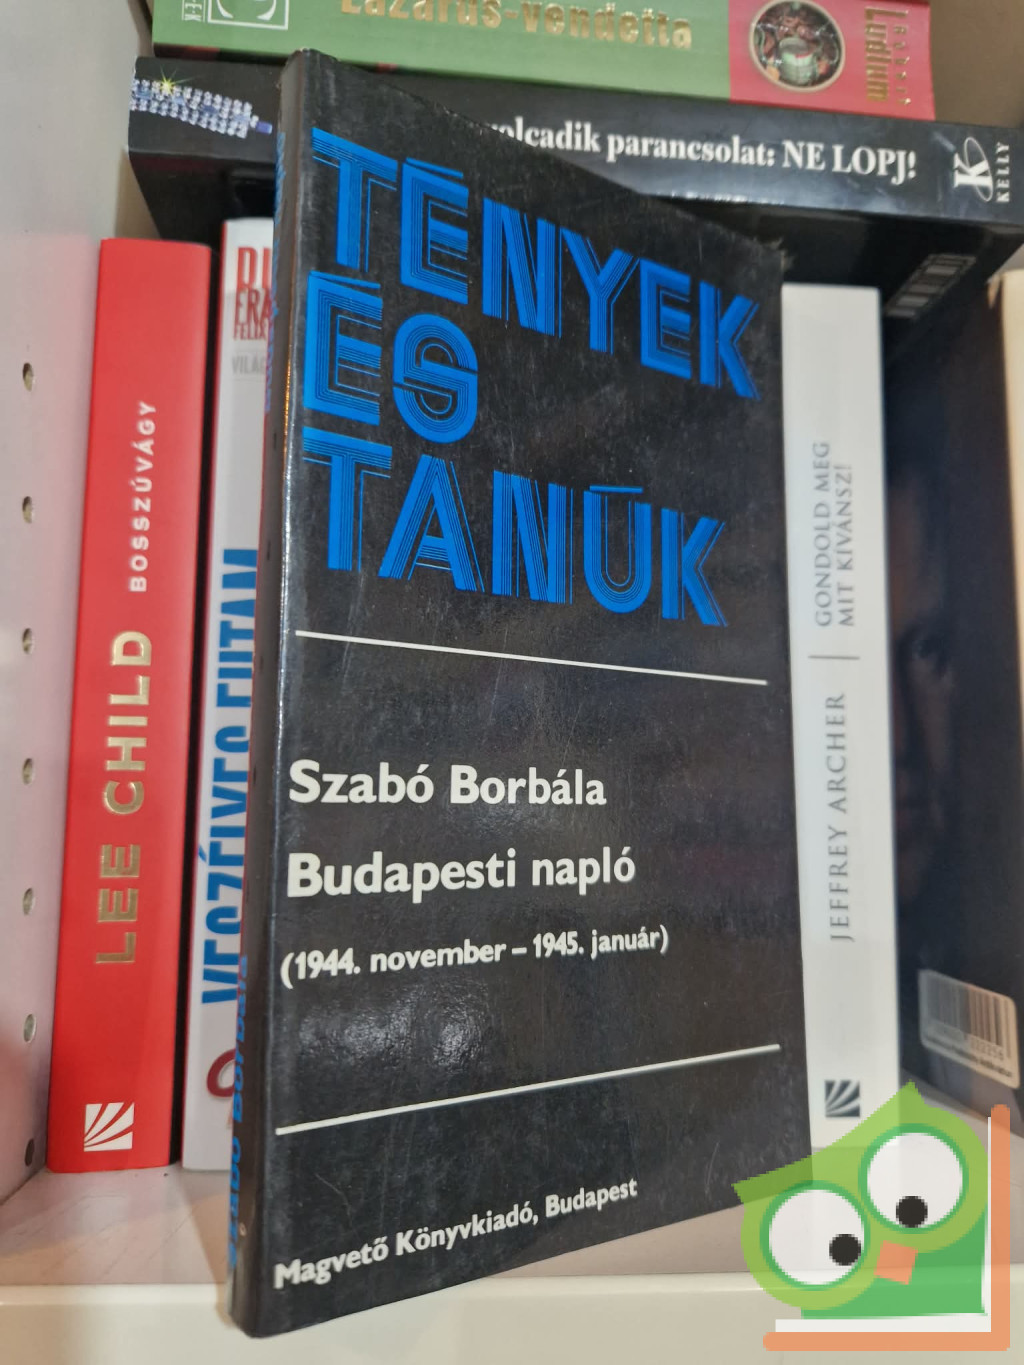 Lazarus-vendetta
Ludlum
parancsolat: NE LOPJ!
KELLY
TÉNYEK
ÉS
TANÚK
Szabó Borbála
Budapesti napló
(1944. november – 1945. január)
Magvető Könyvkiadó, Budapest
LEE CHILD BOSSZÚVÁGY
JEFFREY ARCHER
GONDOLD MEG
MIT KÍVÁNSZ!